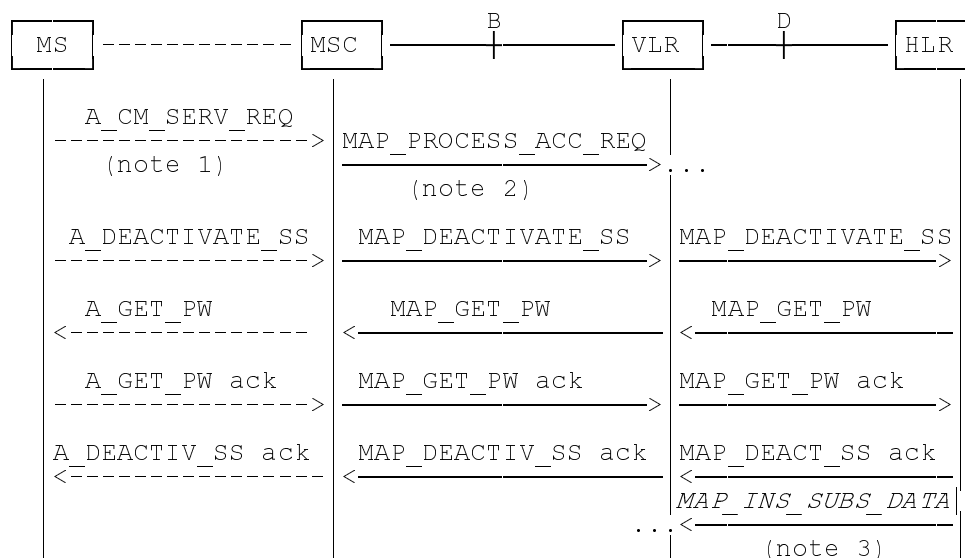 B D
MS MSC VLR HLR
A_CM_SERV_REQ
MAP_PROCESS_ACC_REQ
(note 1)
...
(note 2)
A_DEACTIVATE_SS MAP_DEACTIVATE_SS MAP_DEACTIVATE_SS
A_GET_PW MAP_GET_PW MAP_GET_PW
A_GET_PW ack MAP_GET_PW ack MAP_GET_PW ack
A_DEACTIV_SS ack MAP_DEACTIV_SS ack MAP_DEACT_SS ack
MAP_INS_SUBS_DATA
...
(note 3)